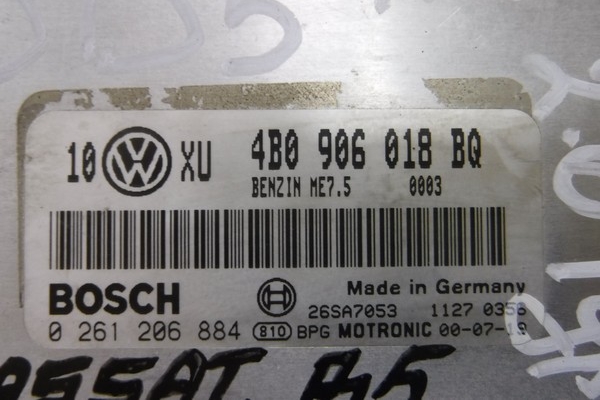 10 XU 4B0 906 018 BQ
BENZIN ME7.5 0003
BOSCH Made in Germany
26SA7053 1127 0356
0 261 206 884 810 BPG MOTRONIC 00-07-19
PASSAT B5